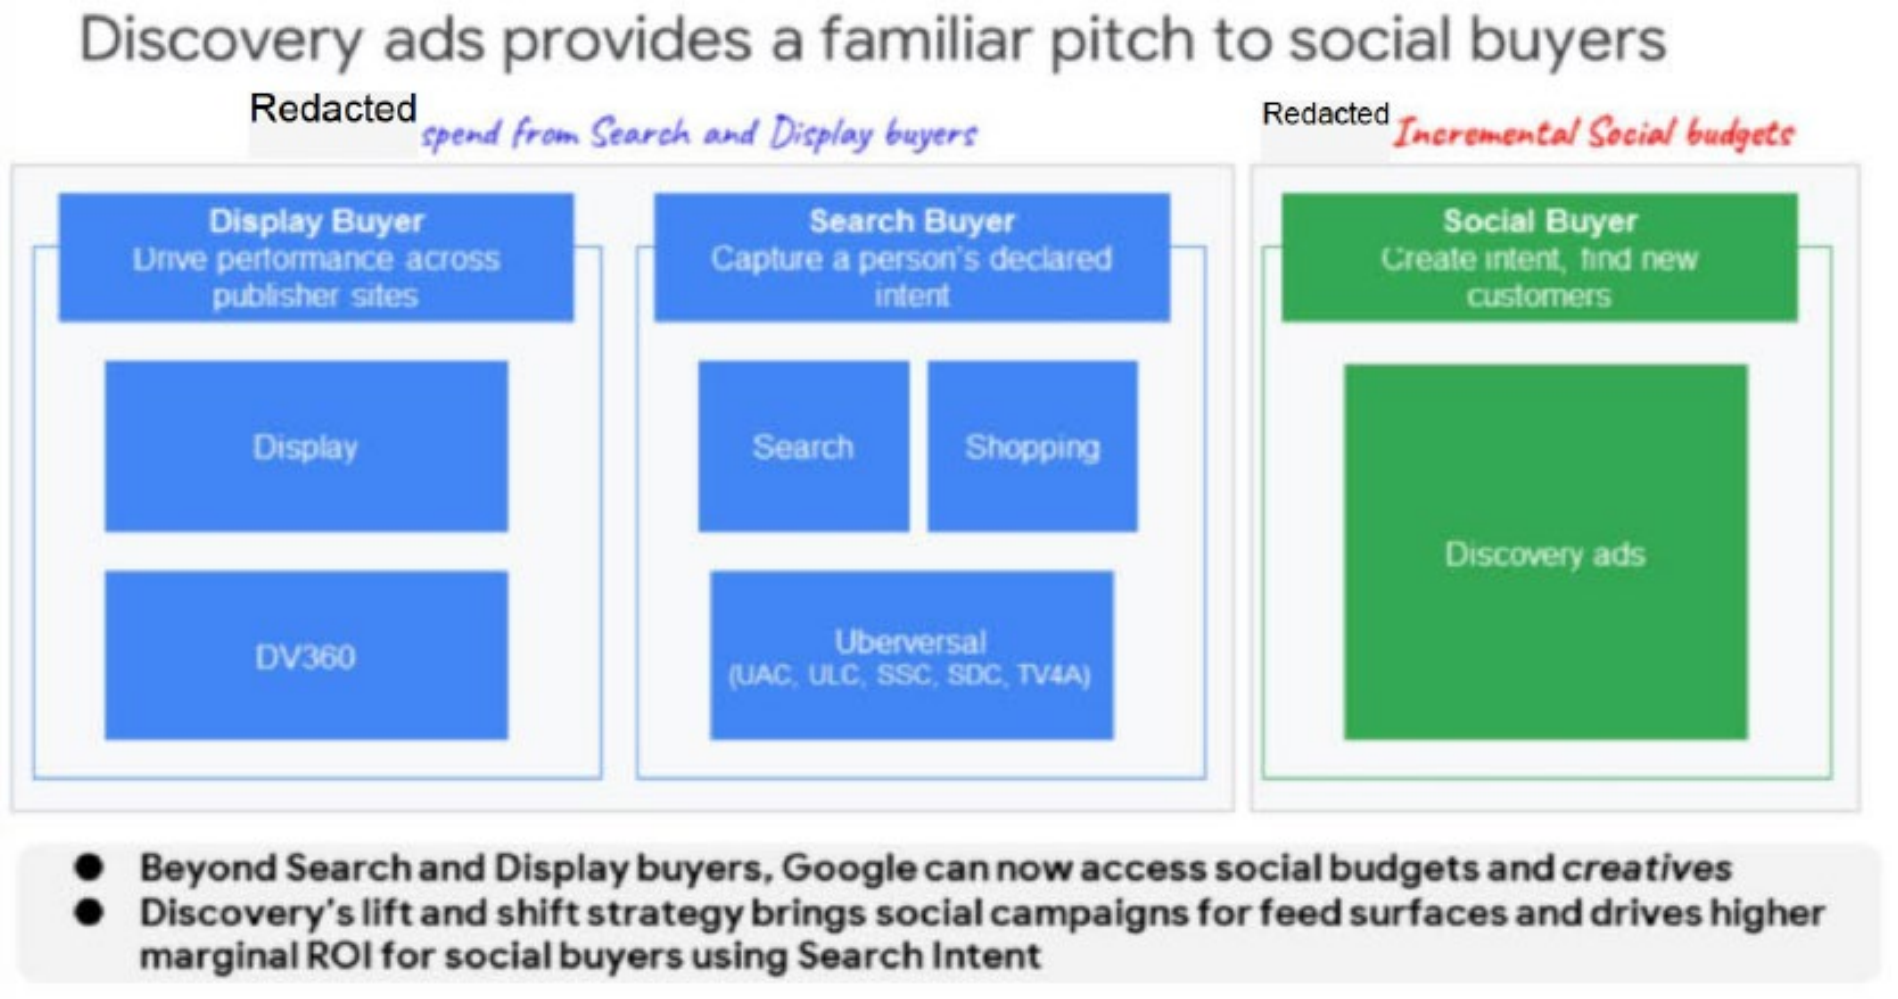 Discovery ads provides a familiar pitch to social buyers
Redacted spend from Search and Display buyers
Redacted Incremental Social budgets
Display Buyer
Drive performance across
publisher sites
Display
DV360
Search Buyer
Capture a person's declared
intent
Search
Shopping
Uberversal
(UAC, ULC, SSC, SDC, TV4A)
Social Buyer
Create intent, find new
customers
Discovery ads
● Beyond Search and Display buyers, Google can now access social budgets and creatives
● Discovery's lift and shift strategy brings social campaigns for feed surfaces and drives higher
marginal ROI for social buyers using Search Intent